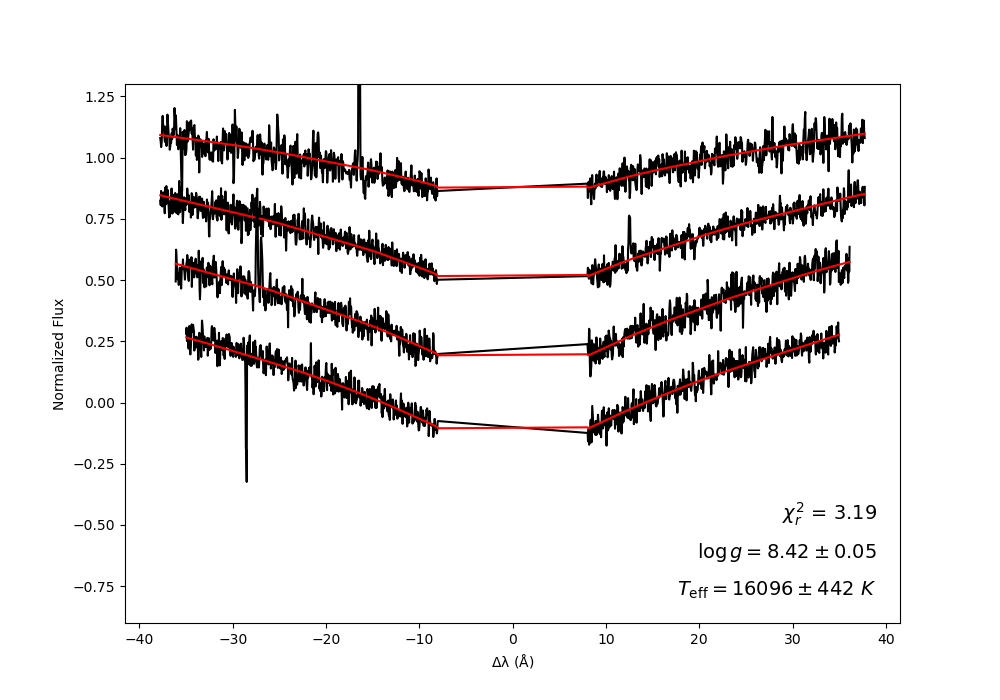 1.25
1.00
0.75
0.50
0.25
0.00
−0.25
−0.50
−0.75
Normalized Flux
χ²ᵣ = 3.19
log g = 8.42 ± 0.05
T_eff = 16096 ± 442 K
−40 −30 −20 −10 0 10 20 30 40
Δλ (Å)